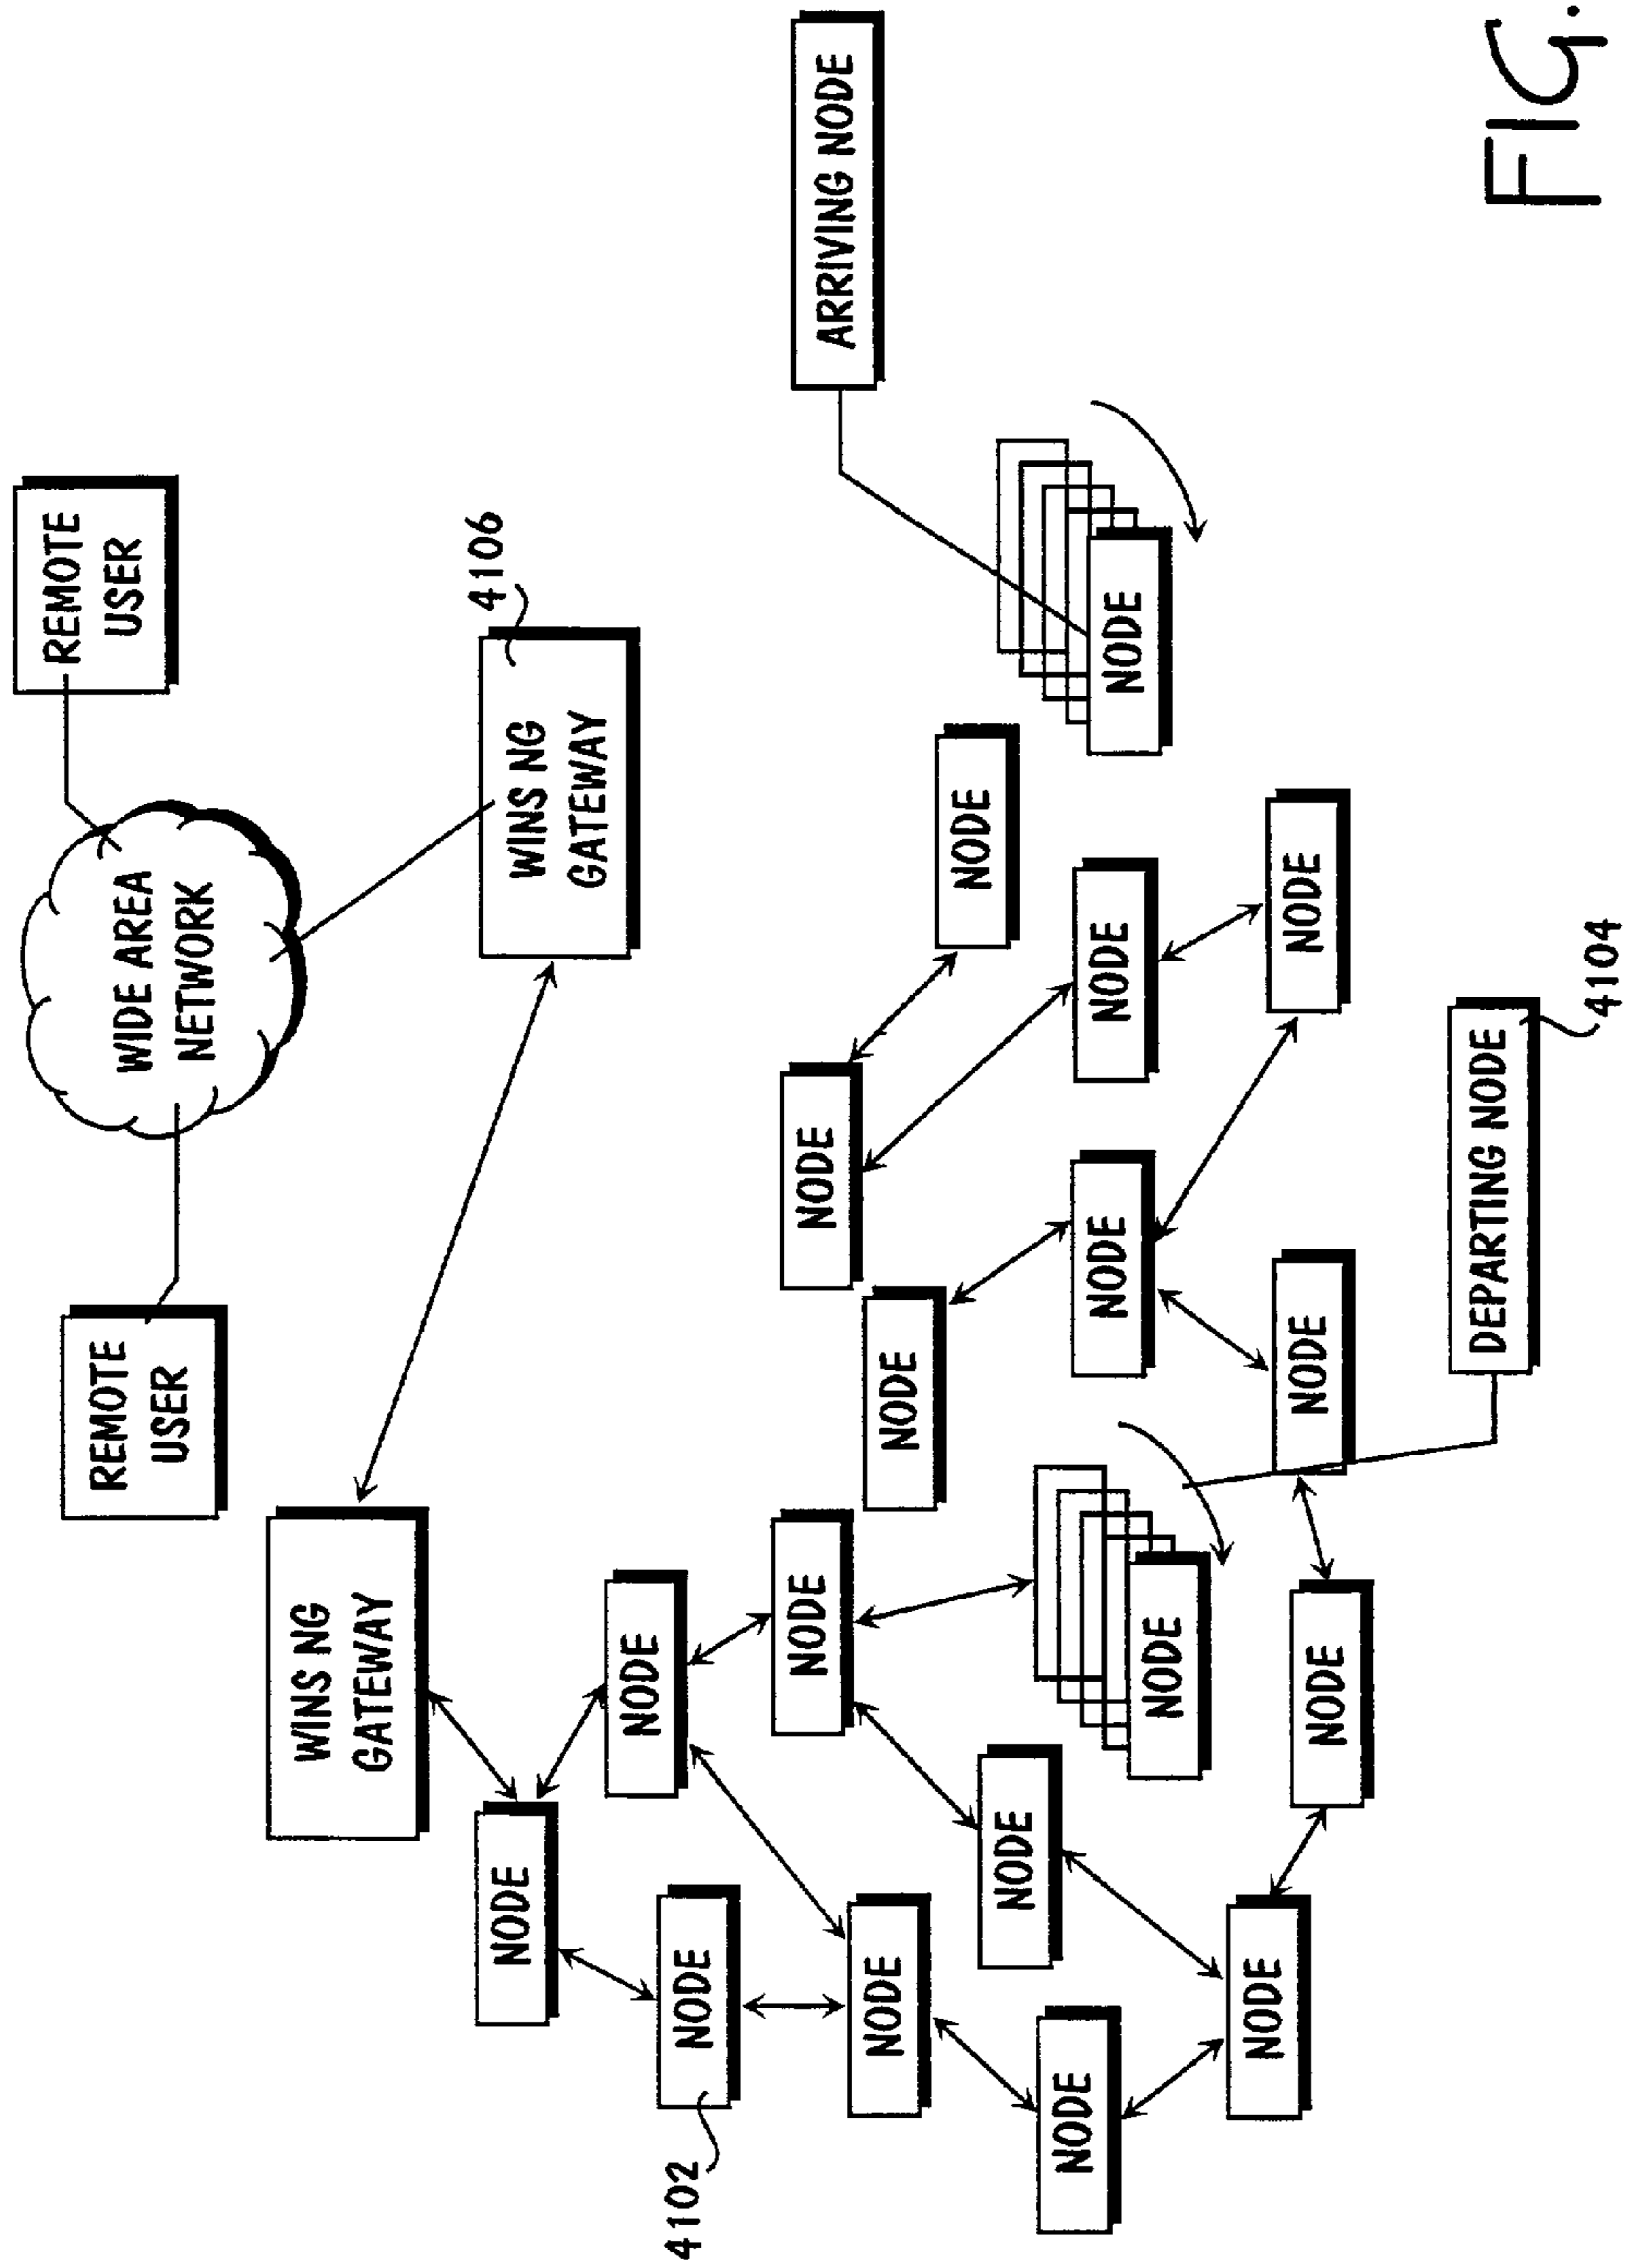 REMOTE
USER
WIDE AREA
NETWORK
REMOTE
USER
WINS NG
GATEWAY
4106
WINS NG
GATEWAY
NODE
NODE
4102
NODE
NODE
NODE
ARRIVING NODE
NODE
NODE
NODE
NODE
NODE
NODE
NODE
NODE
NODE
NODE
NODE
NODE
NODE
DEPARTING NODE
4104
FIG.